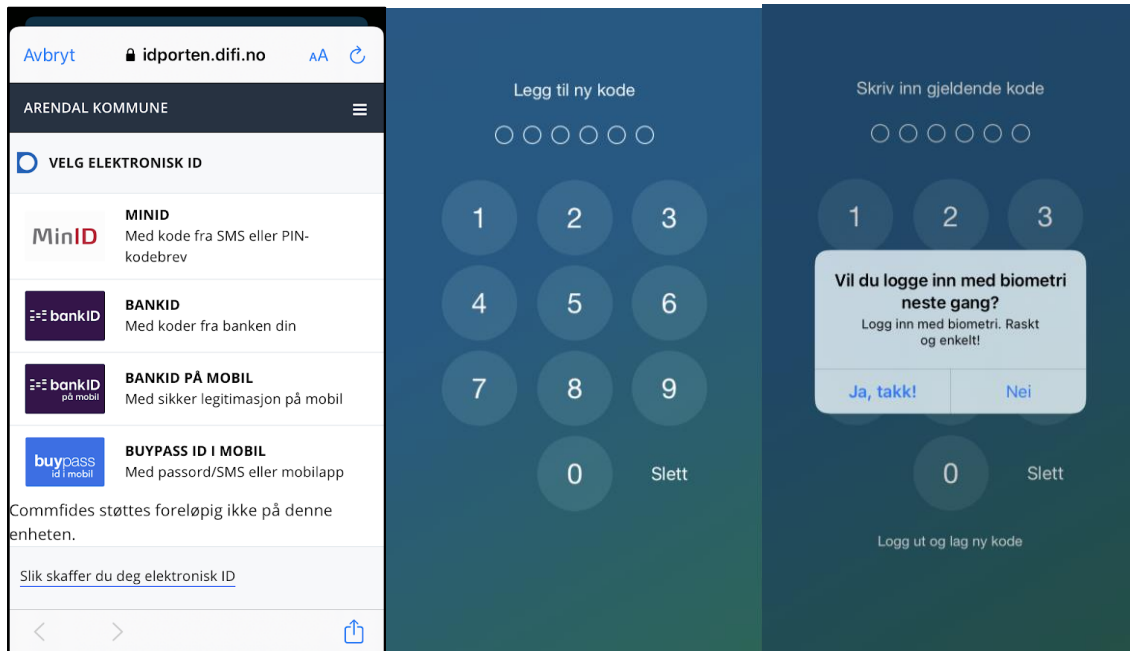 Avbryt
idporten.difi.no
AA
ARENDAL KOMMUNE
VELG ELEKTRONISK ID
MinID
MINID
Med kode fra SMS eller PIN-
kodebrev
bankID
BANKID
Med koder fra banken din
bankID
på mobil
BANKID PÅ MOBIL
Med sikker legitimasjon på mobil
buypass
id i mobil
BUYPASS ID I MOBIL
Med passord/SMS eller mobilapp
Commfides støttes foreløpig ikke på denne
enheten.
Slik skaffer du deg elektronisk ID
Legg til ny kode
1 2 3
4 5 6
7 8 9
0 Slett
Skriv inn gjeldende kode
1 2 3
Vil du logge inn med biometri
neste gang?
Logg inn med biometri. Raskt
og enkelt!
Ja, takk! Nei
0 Slett
Logg ut og lag ny kode